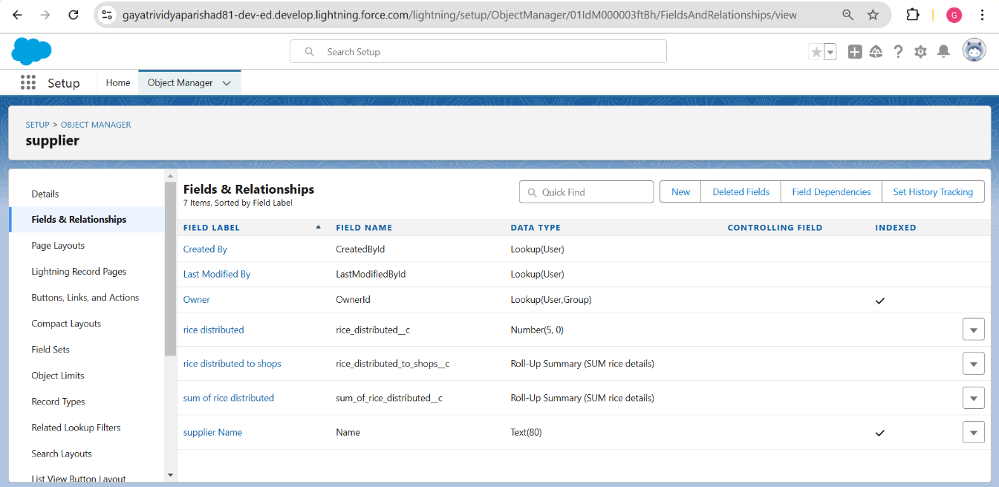 gayatrividyaparishad81-dev-ed.develop.lightning.force.com/lightning/setup/ObjectManager/01IdM000003ftBh/FieldsAndRelationships/view
G
Search Setup
Setup Home Object Manager
SETUP > OBJECT MANAGER
supplier
Details
Fields & Relationships
Page Layouts
Lightning Record Pages
Buttons, Links, and Actions
Compact Layouts
Field Sets
Object Limits
Record Types
Related Lookup Filters
Search Layouts
List View Button Layout
Fields & Relationships
7 Items, Sorted by Field Label
Quick Find New Deleted Fields Field Dependencies Set History Tracking
FIELD LABEL FIELD NAME DATA TYPE CONTROLLING FIELD INDEXED
Created By CreatedById Lookup(User)
Last Modified By LastModifiedById Lookup(User)
Owner OwnerId Lookup(User,Group)
rice distributed rice_distributed__c Number(5, 0)
rice distributed to shops rice_distributed_to_shops__c Roll-Up Summary (SUM rice details)
sum of rice distributed sum_of_rice_distributed__c Roll-Up Summary (SUM rice details)
supplier Name Name Text(80)